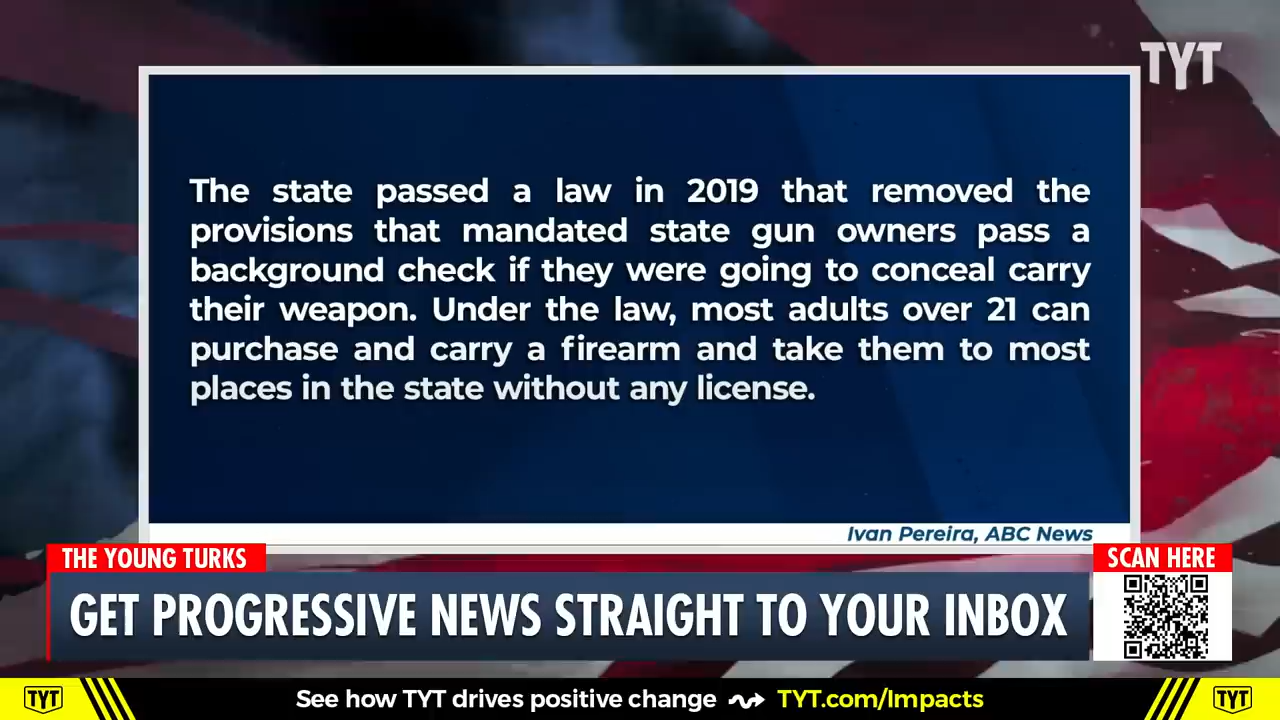 TYT
The state passed a law in 2019 that removed the
provisions that mandated state gun owners pass a
background check if they were going to conceal carry
their weapon. Under the law, most adults over 21 can
purchase and carry a firearm and take them to most
places in the state without any license.
Ivan Pereira, ABC News
THE YOUNG TURKS
SCAN HERE
GET PROGRESSIVE NEWS STRAIGHT TO YOUR INBOX
TYT
See how TYT drives positive change
TYT.com/Impacts
TYT